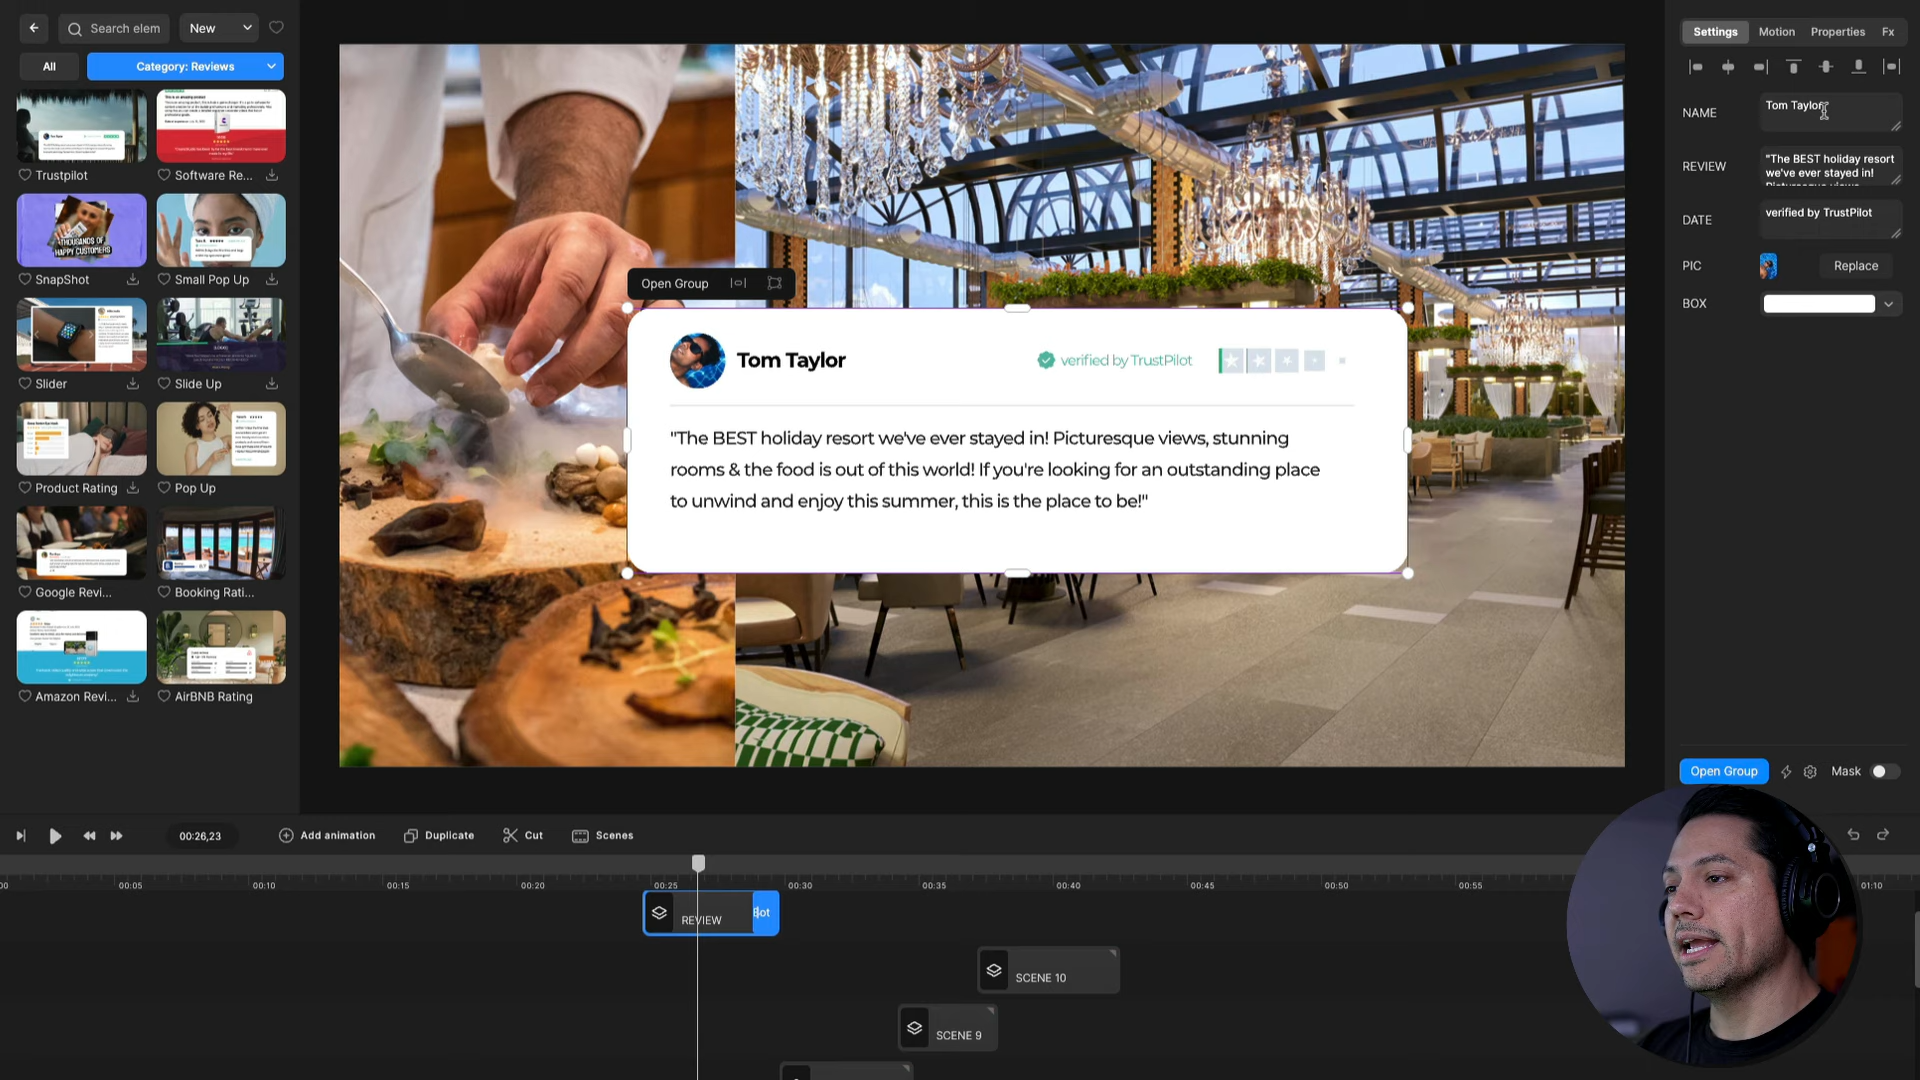 Search elem
New
All
Category: Reviews
Trustpilot
Software Re...
SnapShot
Small Pop Up
Slider
Slide Up
Product Rating
Pop Up
Google Revi...
Booking Rati...
Amazon Revi...
AirBNB Rating
THOUSANDS OF
HAPPY CUSTOMERS
Open Group
Tom Taylor
verified by TrustPilot
"The BEST holiday resort we've ever stayed in! Picturesque views, stunning
rooms & the food is out of this world! If you're looking for an outstanding place
to unwind and enjoy this summer, this is the place to be!"
Settings
Motion
Properties
Fx
NAME
Tom Taylor
REVIEW
"The BEST holiday resort
we've ever stayed in!
DATE
verified by TrustPilot
PIC
Replace
BOX
Open Group
Mask
00:26,23
Add animation
Duplicate
Cut
Scenes
00
00:05
00:10
00:15
00:20
00:25
00:30
00:35
00:40
00:45
00:50
00:55
01:10
REVIEW
SCENE 10
SCENE 9